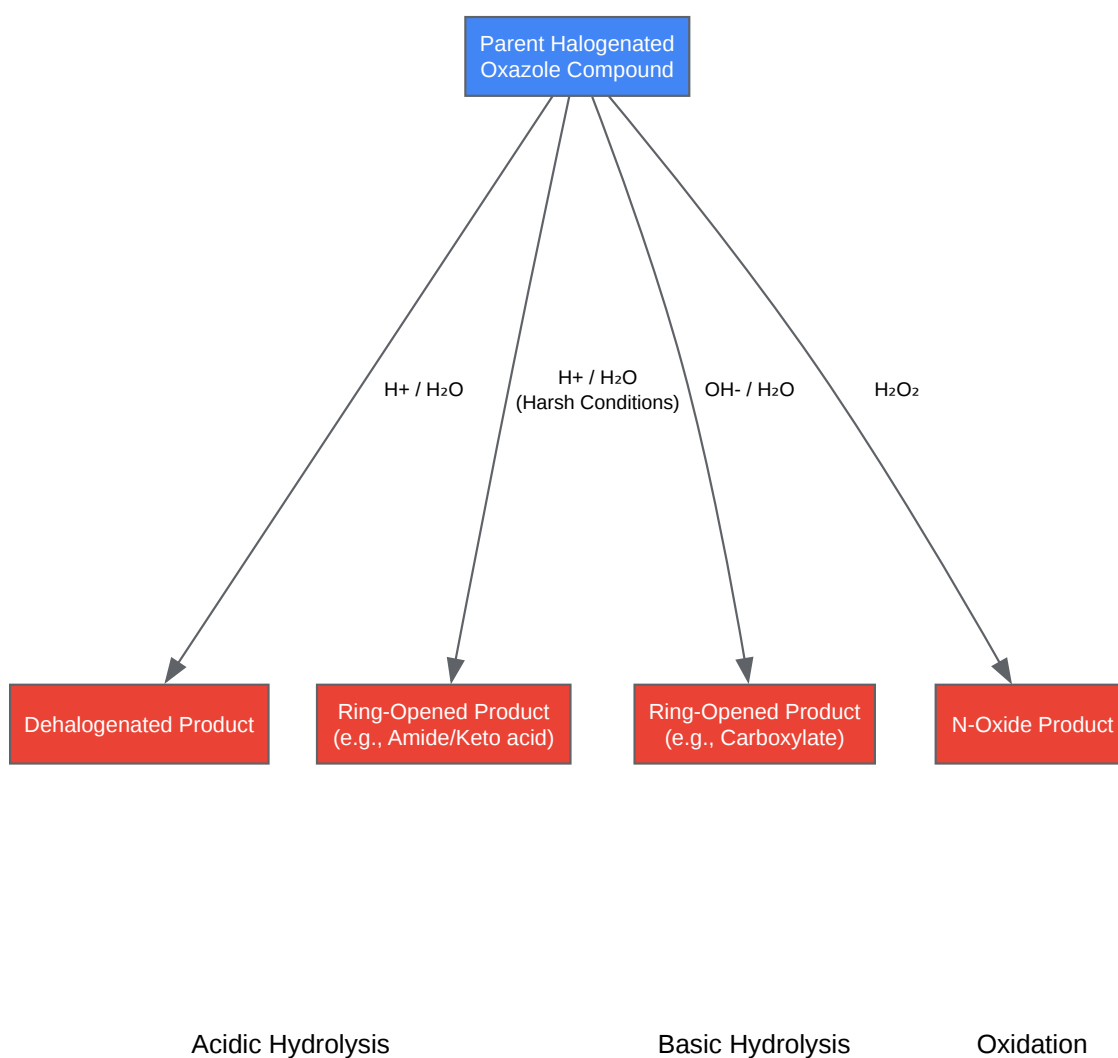 Parent Halogenated
Oxazole Compound
H+ / H₂O
H+ / H₂O
(Harsh Conditions)
OH- / H₂O
H₂O₂
Dehalogenated Product
Ring-Opened Product
(e.g., Amide/Keto acid)
Ring-Opened Product
(e.g., Carboxylate)
N-Oxide Product
Acidic Hydrolysis
Basic Hydrolysis
Oxidation